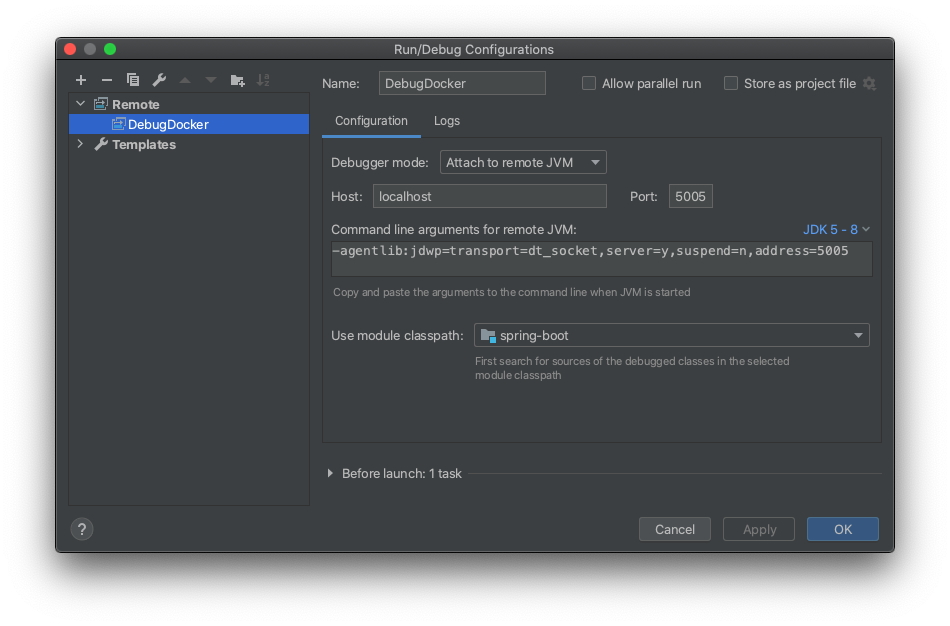 Run/Debug Configurations
Name: DebugDocker Allow parallel run Store as project file
Remote
DebugDocker
Templates
Configuration Logs
Debugger mode: Attach to remote JVM
Host: localhost Port: 5005
Command line arguments for remote JVM: JDK 5 - 8
-agentlib:jdwp=transport=dt_socket,server=y,suspend=n,address=5005
Copy and paste the arguments to the command line when JVM is started
Use module classpath: spring-boot
First search for sources of the debugged classes in the selected
module classpath
Before launch: 1 task
? Cancel Apply OK